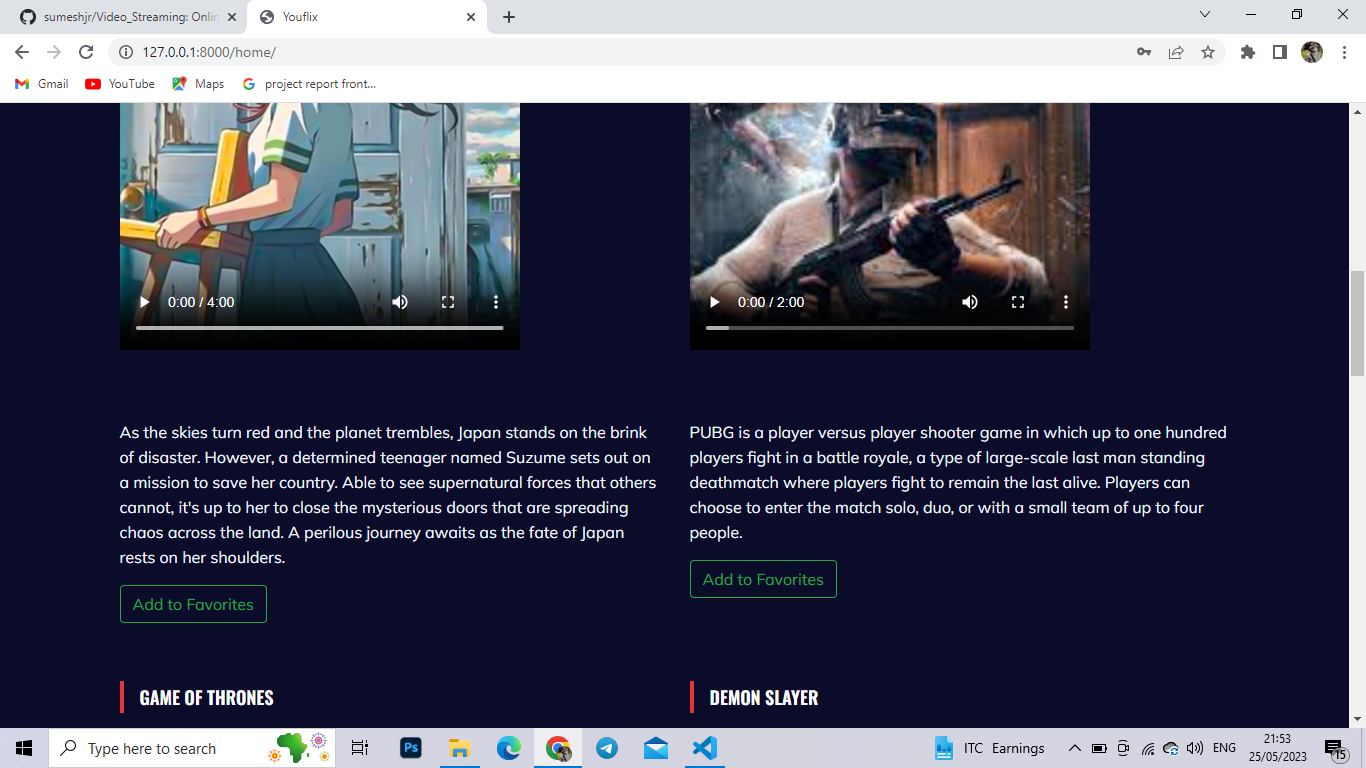 sumeshjr/Video_Streaming: Onlin
Youflix
127.0.0.1:8000/home/
Gmail
YouTube
Maps
project report front...
0:00 / 4:00
0:00 / 2:00
As the skies turn red and the planet trembles, Japan stands on the brink
of disaster. However, a determined teenager named Suzume sets out on
a mission to save her country. Able to see supernatural forces that others
cannot, it's up to her to close the mysterious doors that are spreading
chaos across the land. A perilous journey awaits as the fate of Japan
rests on her shoulders.
Add to Favorites
PUBG is a player versus player shooter game in which up to one hundred
players fight in a battle royale, a type of large-scale last man standing
deathmatch where players fight to remain the last alive. Players can
choose to enter the match solo, duo, or with a small team of up to four
people.
Add to Favorites
GAME OF THRONES
DEMON SLAYER
Type here to search
Ps
ITC Earnings
ENG
21:53
25/05/2023
15